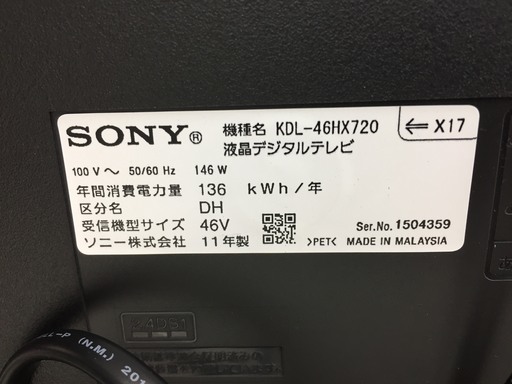 SONY®
機種名 KDL-46HX720
液晶デジタルテレビ
⇐ X17
100 V～ 50/60 Hz 146 W
年間消費電力量 136 kWh/年
区分名 DH
受信機型サイズ 46V
ソニー株式会社 11年製
Ser.No. 1504359
>PET< MADE IN MALAYSIA
(N.M.) 201